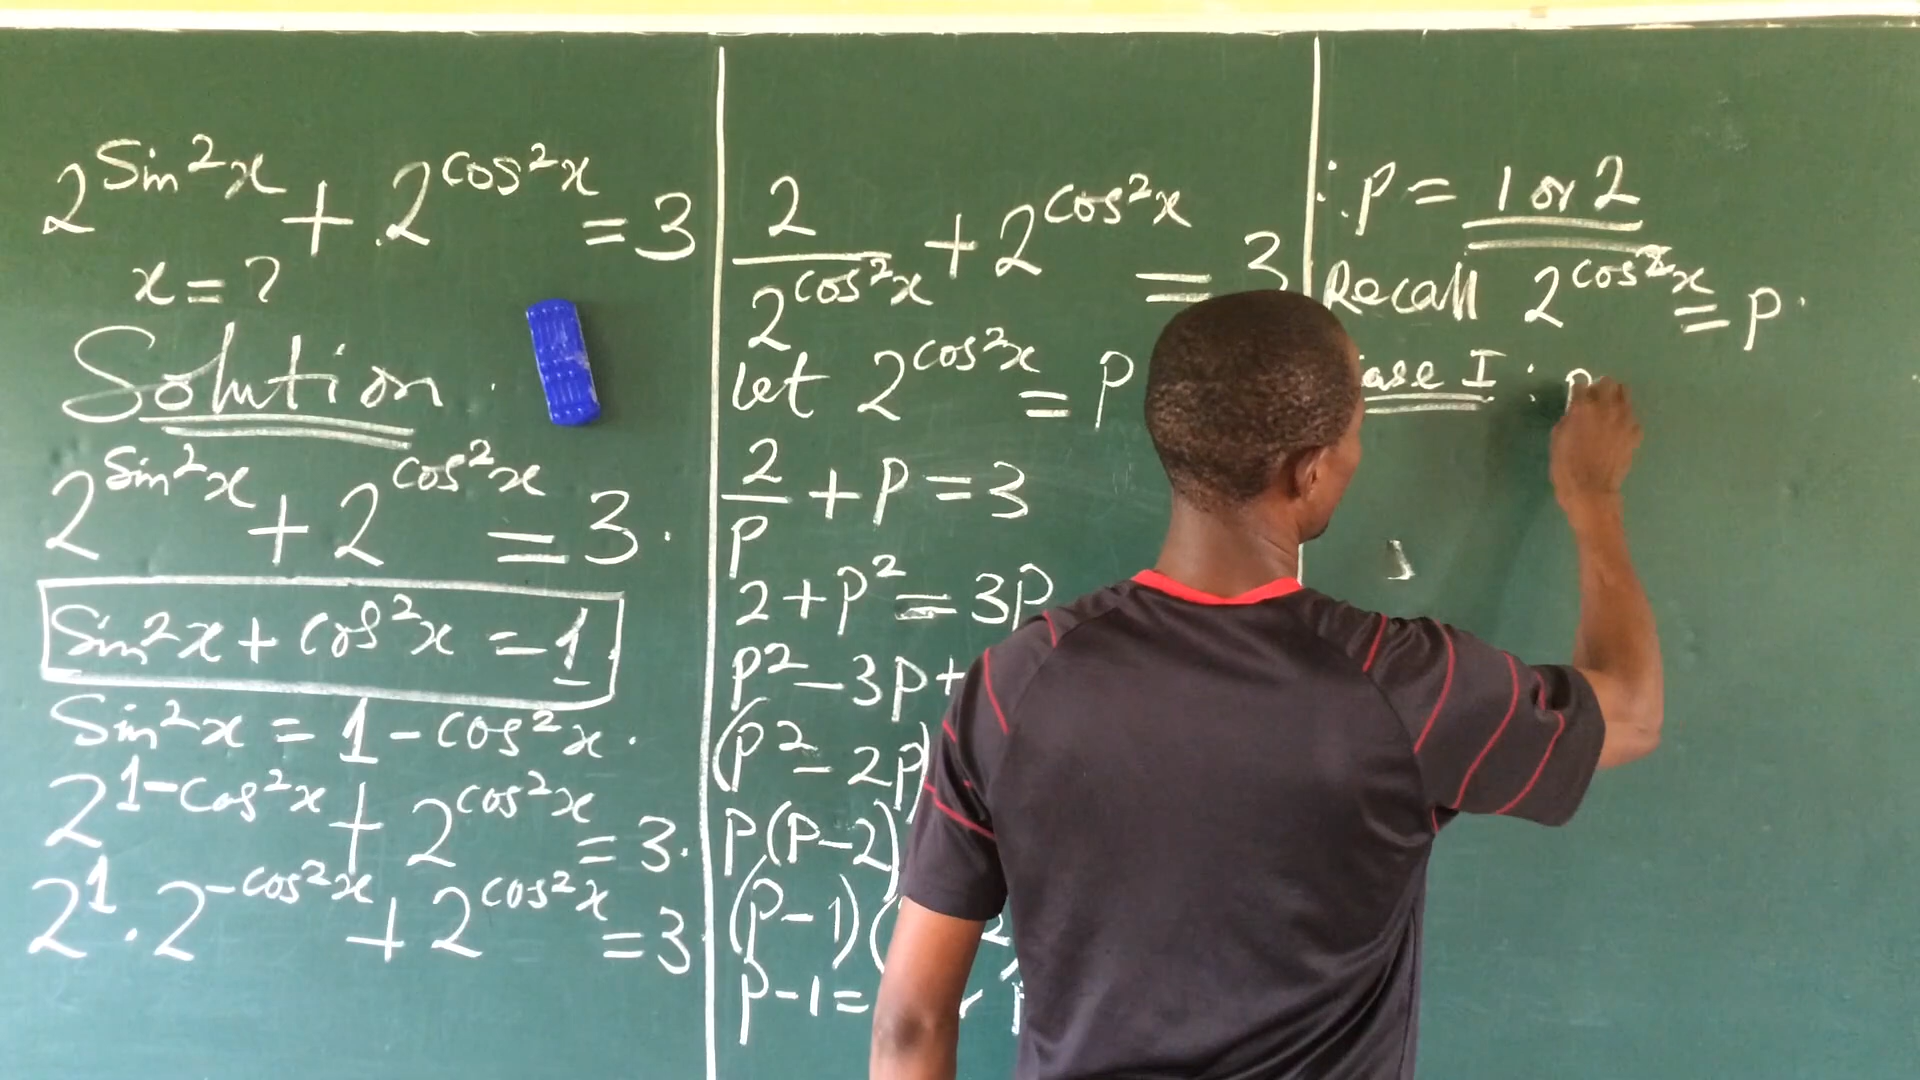 2^(Sin²x) + 2^(cos²x) = 3
x = ?
Solution
2^(Sin²x) + 2^(cos²x) = 3.
Sin²x + cos²x = 1
Sin²x = 1 - cos²x.
2^(1-cos²x) + 2^(cos²x) = 3.
2¹ . 2^(-cos²x) + 2^(cos²x) = 3
2/2^(cos²x) + 2^(cos²x) = 3
Let 2^(cos²x) = P
2/P + P = 3
2 + P² = 3P
P² - 3P +
(P² - 2P)
P(P-2)
(P-1)(
P-1 =
∴ P = 1 or 2
Recall 2^(cos²x) = P.
ase I : P